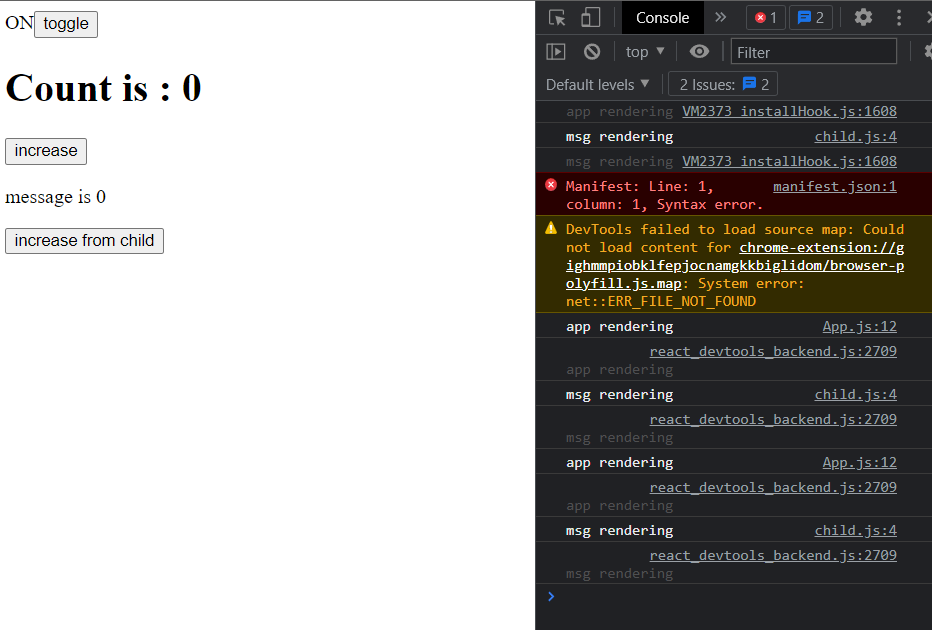 ON toggle
Count is : 0
increase
message is 0
increase from child
Console » 1 2
top ▼ Filter
Default levels ▼ 2 Issues: 2
app rendering VM2373 installHook.js:1608
msg rendering child.js:4
msg rendering VM2373 installHook.js:1608
Manifest: Line: 1, manifest.json:1
column: 1, Syntax error.
DevTools failed to load source map: Could
not load content for chrome-extension://g
ighmmpiobklfepjocnamgkkbiglidom/browser-p
olyfill.js.map: System error:
net::ERR_FILE_NOT_FOUND
app rendering App.js:12
react_devtools_backend.js:2709
app rendering
msg rendering child.js:4
react_devtools_backend.js:2709
msg rendering
app rendering App.js:12
react_devtools_backend.js:2709
app rendering
msg rendering child.js:4
react_devtools_backend.js:2709
msg rendering